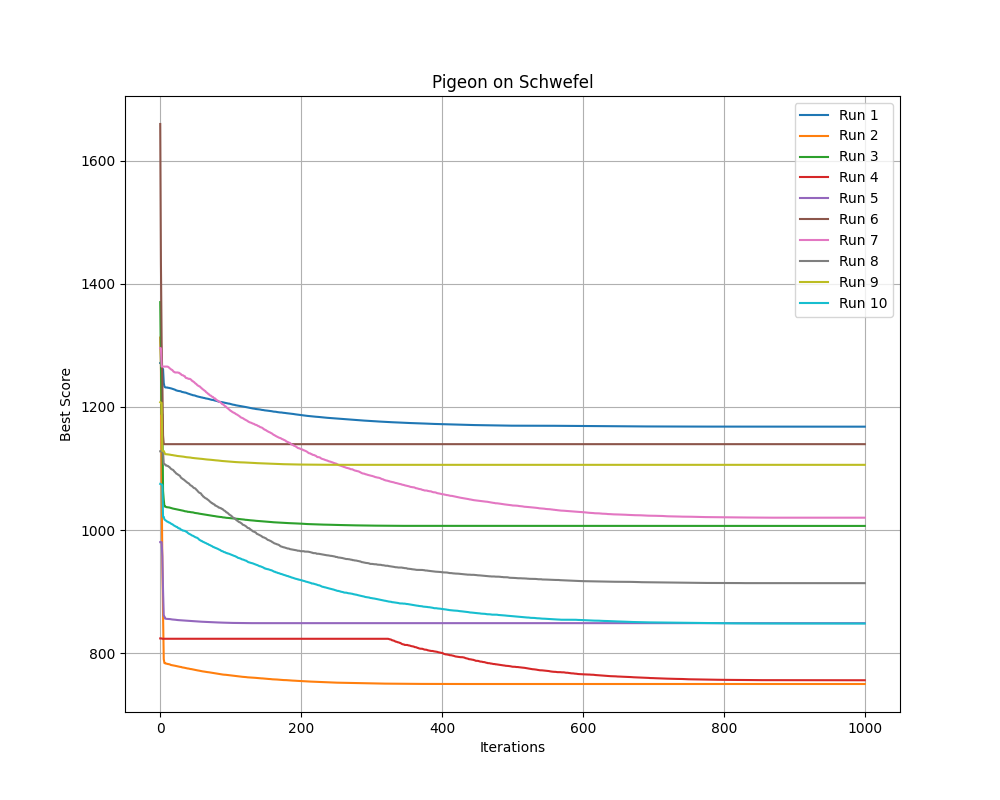 Pigeon on Schwefel
Best Score
1600
1400
1200
1000
800
0 200 400 600 800 1000
Iterations
Run 1
Run 2
Run 3
Run 4
Run 5
Run 6
Run 7
Run 8
Run 9
Run 10